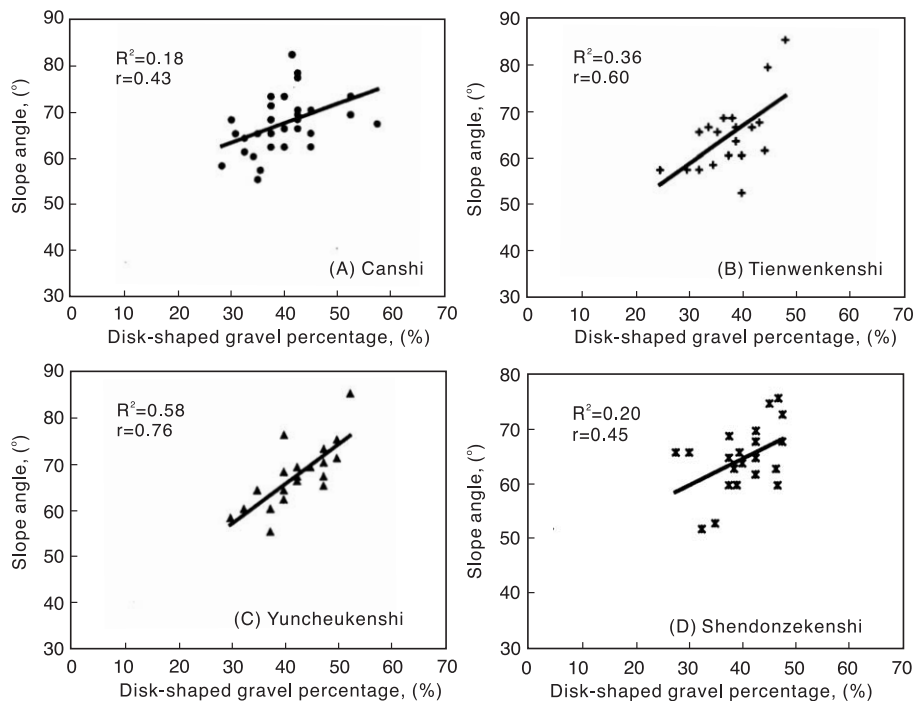 90
80
70
60
50
40
30
0
10
20
30
40
50
60
70
Slope angle, (°)
Disk-shaped gravel percentage, (%)
R²=0.18
r=0.43
(A) Canshi
90
80
70
60
50
40
30
0
10
20
30
40
50
60
70
Slope angle, (°)
Disk-shaped gravel percentage, (%)
R²=0.36
r=0.60
(B) Tienwenkenshi
90
80
70
60
50
40
30
0
10
20
30
40
50
60
70
Slope angle, (°)
Disk-shaped gravel percentage, (%)
R²=0.58
r=0.76
(C) Yuncheukenshi
80
70
60
50
40
30
0
10
20
30
40
50
60
70
Slope angle, (°)
Disk-shaped gravel percentage, (%)
R²=0.20
r=0.45
(D) Shendonzekenshi